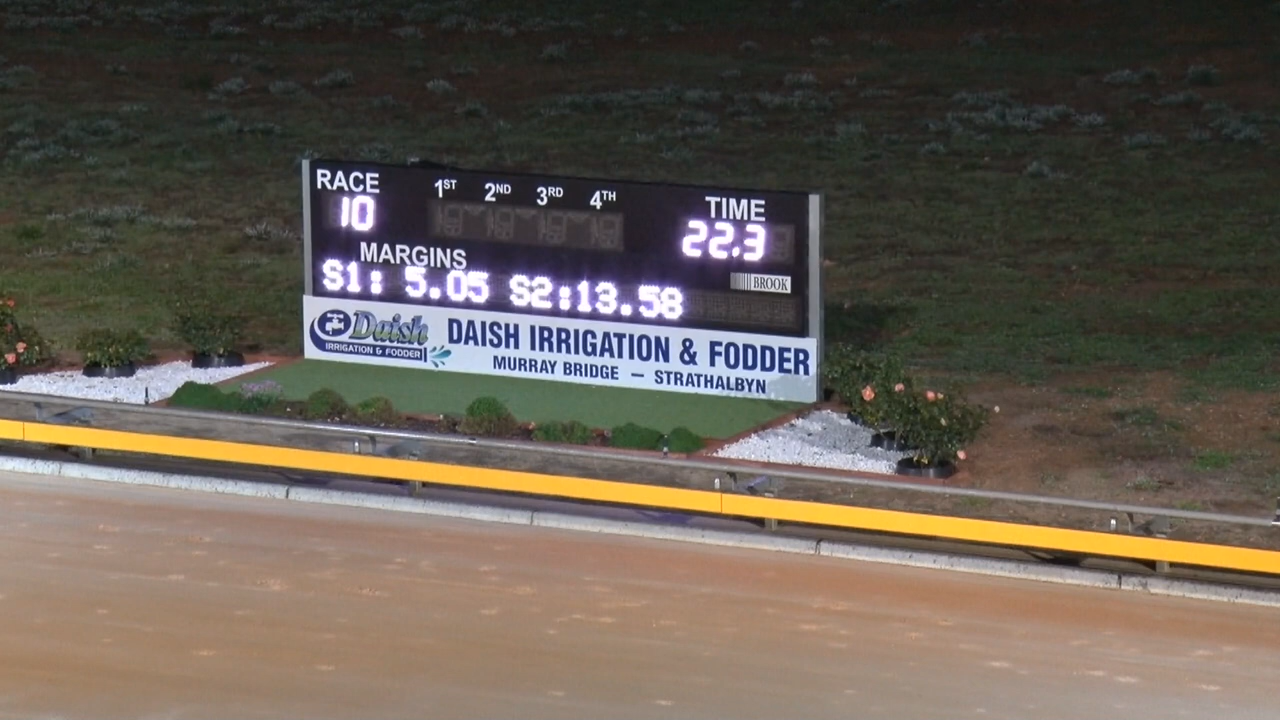 RACE 1ST 2ND 3RD 4TH TIME
10 22.3
MARGINS
S1: 5.05 S2:13.58
BROOK
Daish
IRRIGATION & FODDER
DAISH IRRIGATION & FODDER
MURRAY BRIDGE — STRATHALBYN